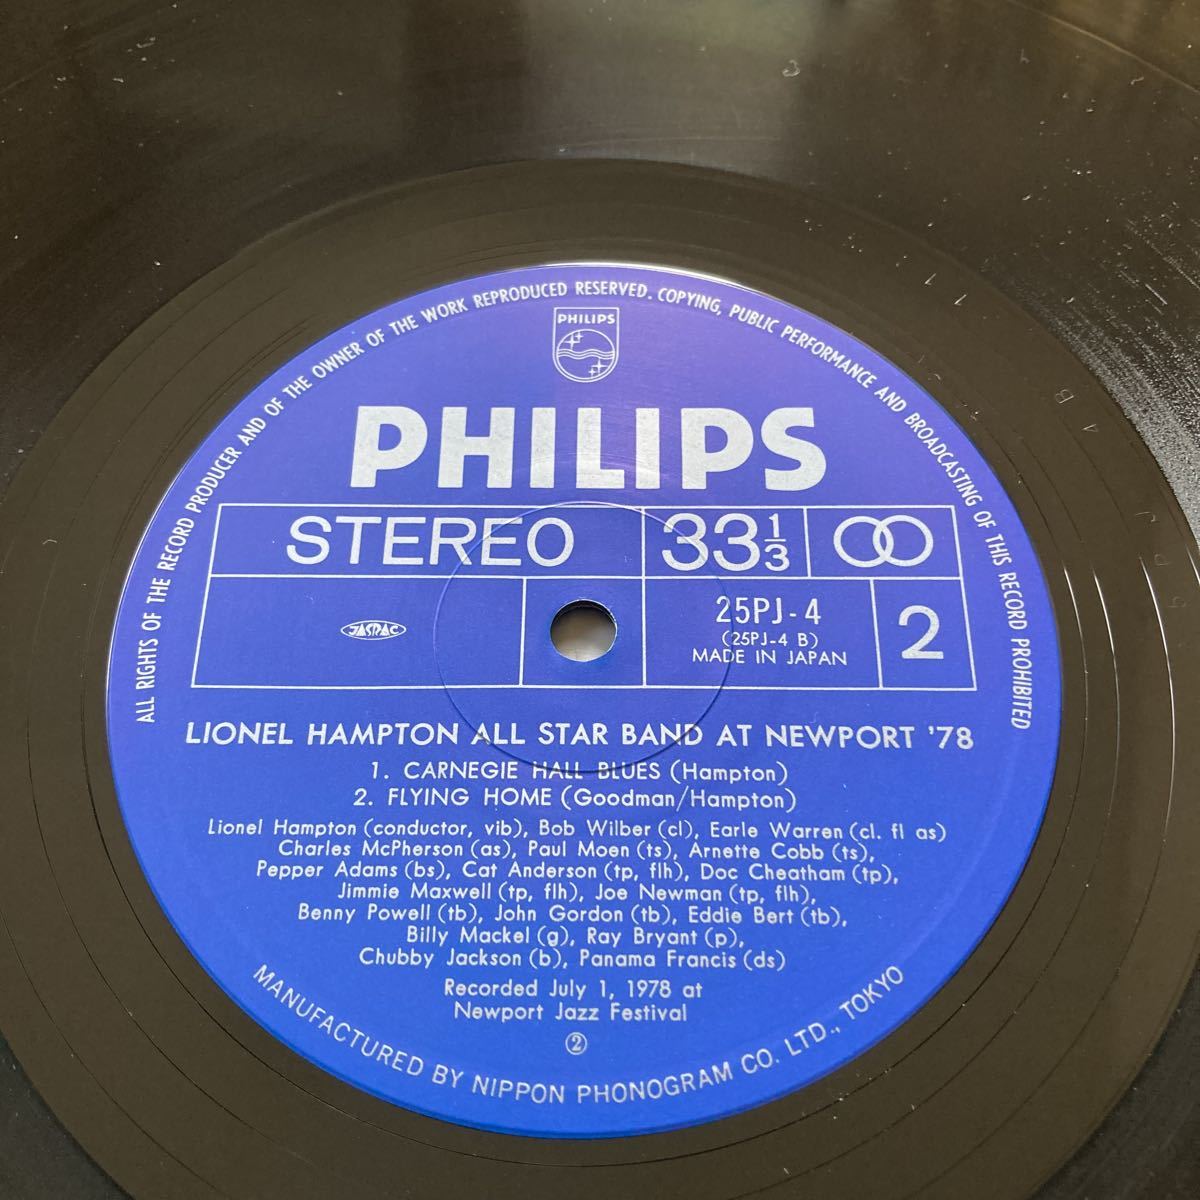 ALL RIGHTS OF THE RECORD PRODUCER AND OF THE OWNER OF THE WORK REPRODUCED RESERVED. COPYING, PUBLIC PERFORMANCE AND BROADCASTING OF THIS RECORD PROHIBITED
PHILIPS
PHILIPS
STEREO 33 1/3
JASRAC
25PJ-4
(25PJ-4 B)
MADE IN JAPAN
2
LIONEL HAMPTON ALL STAR BAND AT NEWPORT '78
1. CARNEGIE HALL BLUES (Hampton)
2. FLYING HOME (Goodman/Hampton)
Lionel Hampton (conductor, vib), Bob Wilber (cl), Earle Warren (cl. fl as)
Charles McPherson (as), Paul Moen (ts), Arnette Cobb (ts),
Pepper Adams (bs), Cat Anderson (tp, flh), Doc Cheatham (tp),
Jimmie Maxwell (tp, flh), Joe Newman (tp, flh),
Benny Powell (tb), John Gordon (tb), Eddie Bert (tb),
Billy Mackel (g), Ray Bryant (p),
Chubby Jackson (b), Panama Francis (ds)
Recorded July 1, 1978 at
Newport Jazz Festival
②
MANUFACTURED BY NIPPON PHONOGRAM CO. LTD., TOKYO